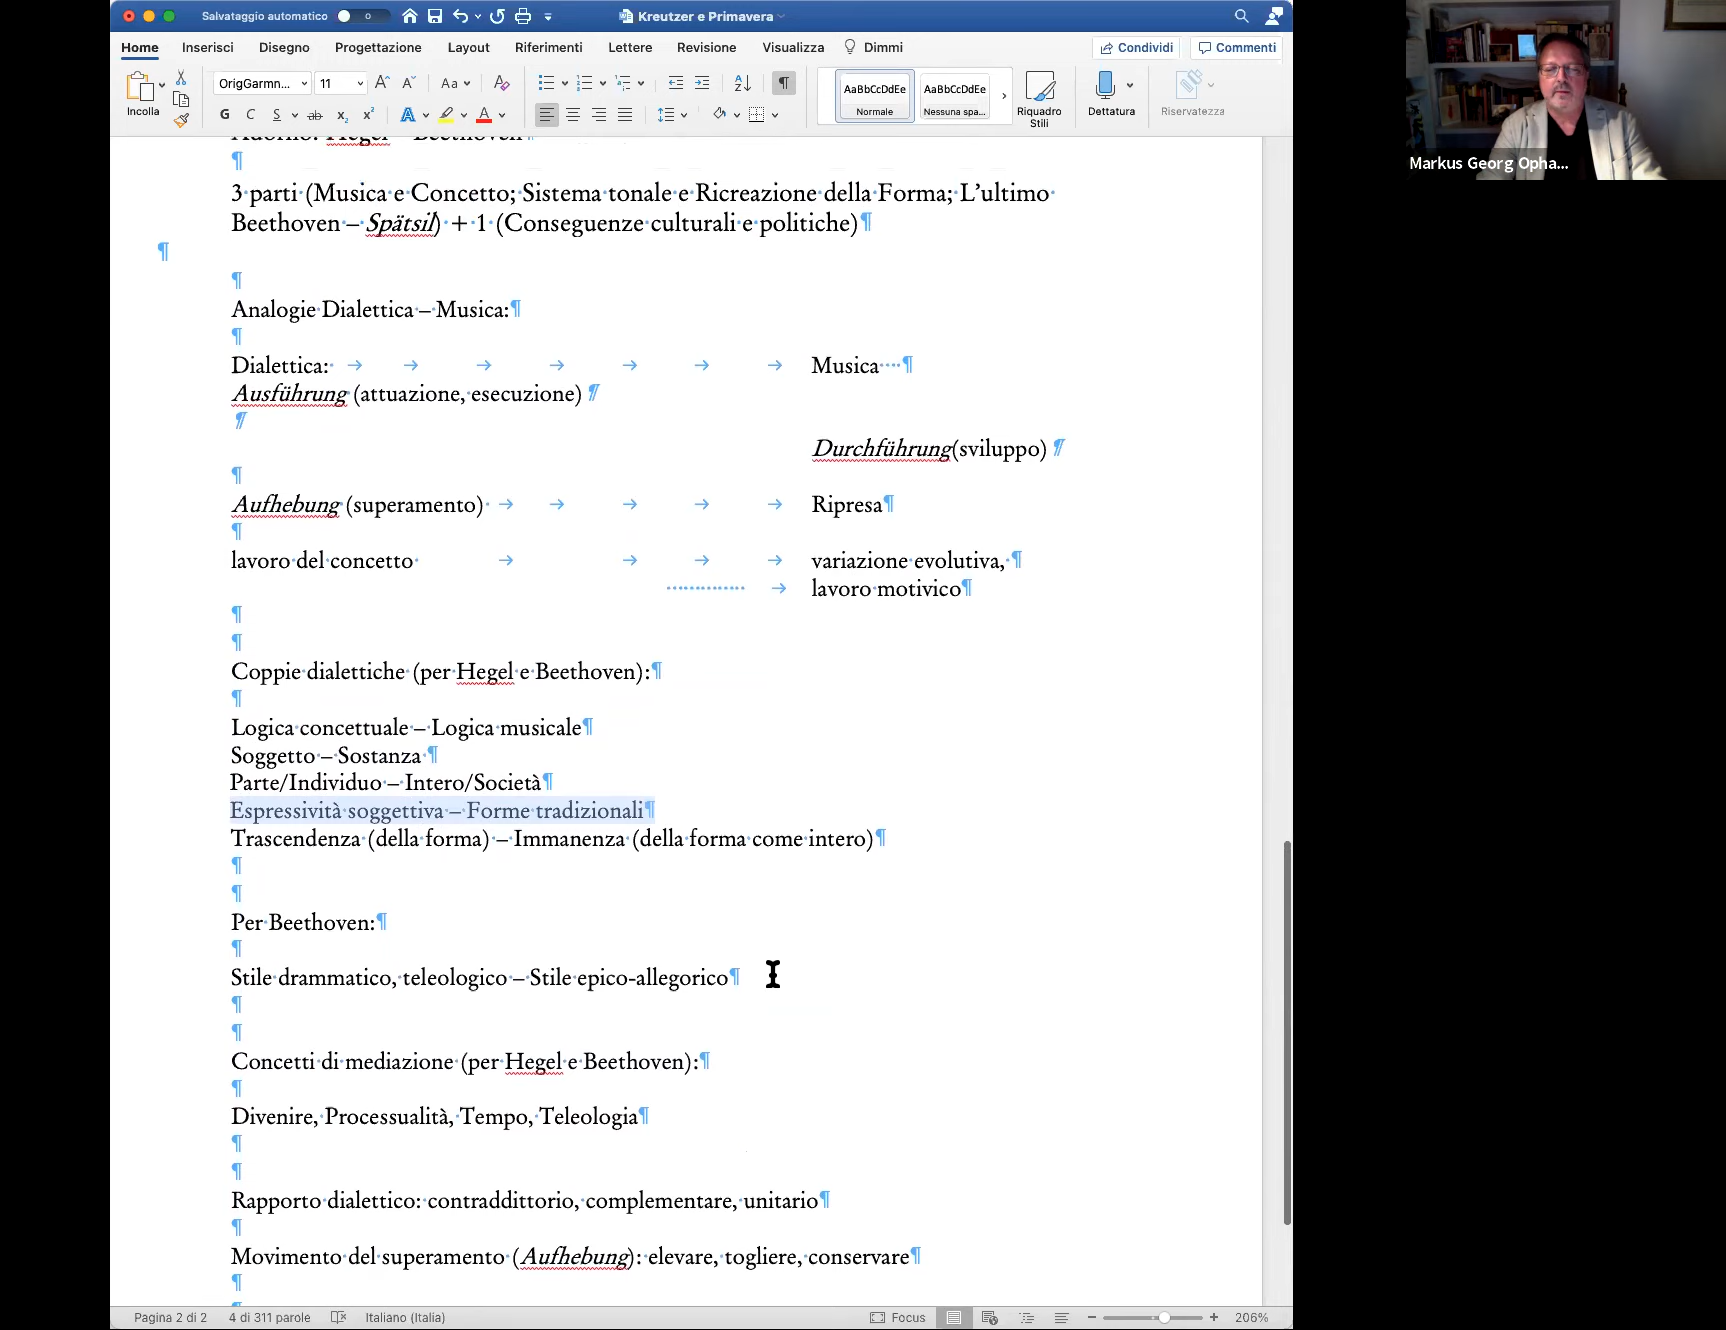 Salvataggio automatico
Kreutzer e Primavera
Home Inserisci Disegno Progettazione Layout Riferimenti Lettere Revisione Visualizza Dimmi Condividi Commenti
Incolla
OrigGarmn... 11
G C S ab x₂ x²
AaBbCcDdEe
Normale
AaBbCcDdEe
Nessuna spa...
Riquadro
Stili
Dettatura
Riservatezza
Markus Georg Opha...
Adorno: Hegel – Beethoven¶
3 parti (Musica e Concetto; Sistema tonale e Ricreazione della Forma; L'ultimo
Beethoven – Spätsil) + 1 (Conseguenze culturali e politiche)¶
Analogie Dialettica – Musica:¶
Dialettica: Musica ¶
Ausführung (attuazione, esecuzione) ¶
Durchführung(sviluppo) ¶
Aufhebung (superamento) Ripresa¶
lavoro del concetto variazione evolutiva, ¶
lavoro motivico¶
Coppie dialettiche (per Hegel e Beethoven):¶
Logica concettuale – Logica musicale¶
Soggetto – Sostanza ¶
Parte/Individuo – Intero/Società¶
Espressività soggettiva – Forme tradizionali¶
Trascendenza (della forma) – Immanenza (della forma come intero)¶
Per Beethoven:¶
Stile drammatico, teleologico – Stile epico-allegorico¶
Concetti di mediazione (per Hegel e Beethoven):¶
Divenire, Processualità, Tempo, Teleologia¶
Rapporto dialettico: contraddittorio, complementare, unitario¶
Movimento del superamento (Aufhebung): elevare, togliere, conservare¶
Pagina 2 di 2 4 di 311 parole Italiano (Italia) Focus 206%